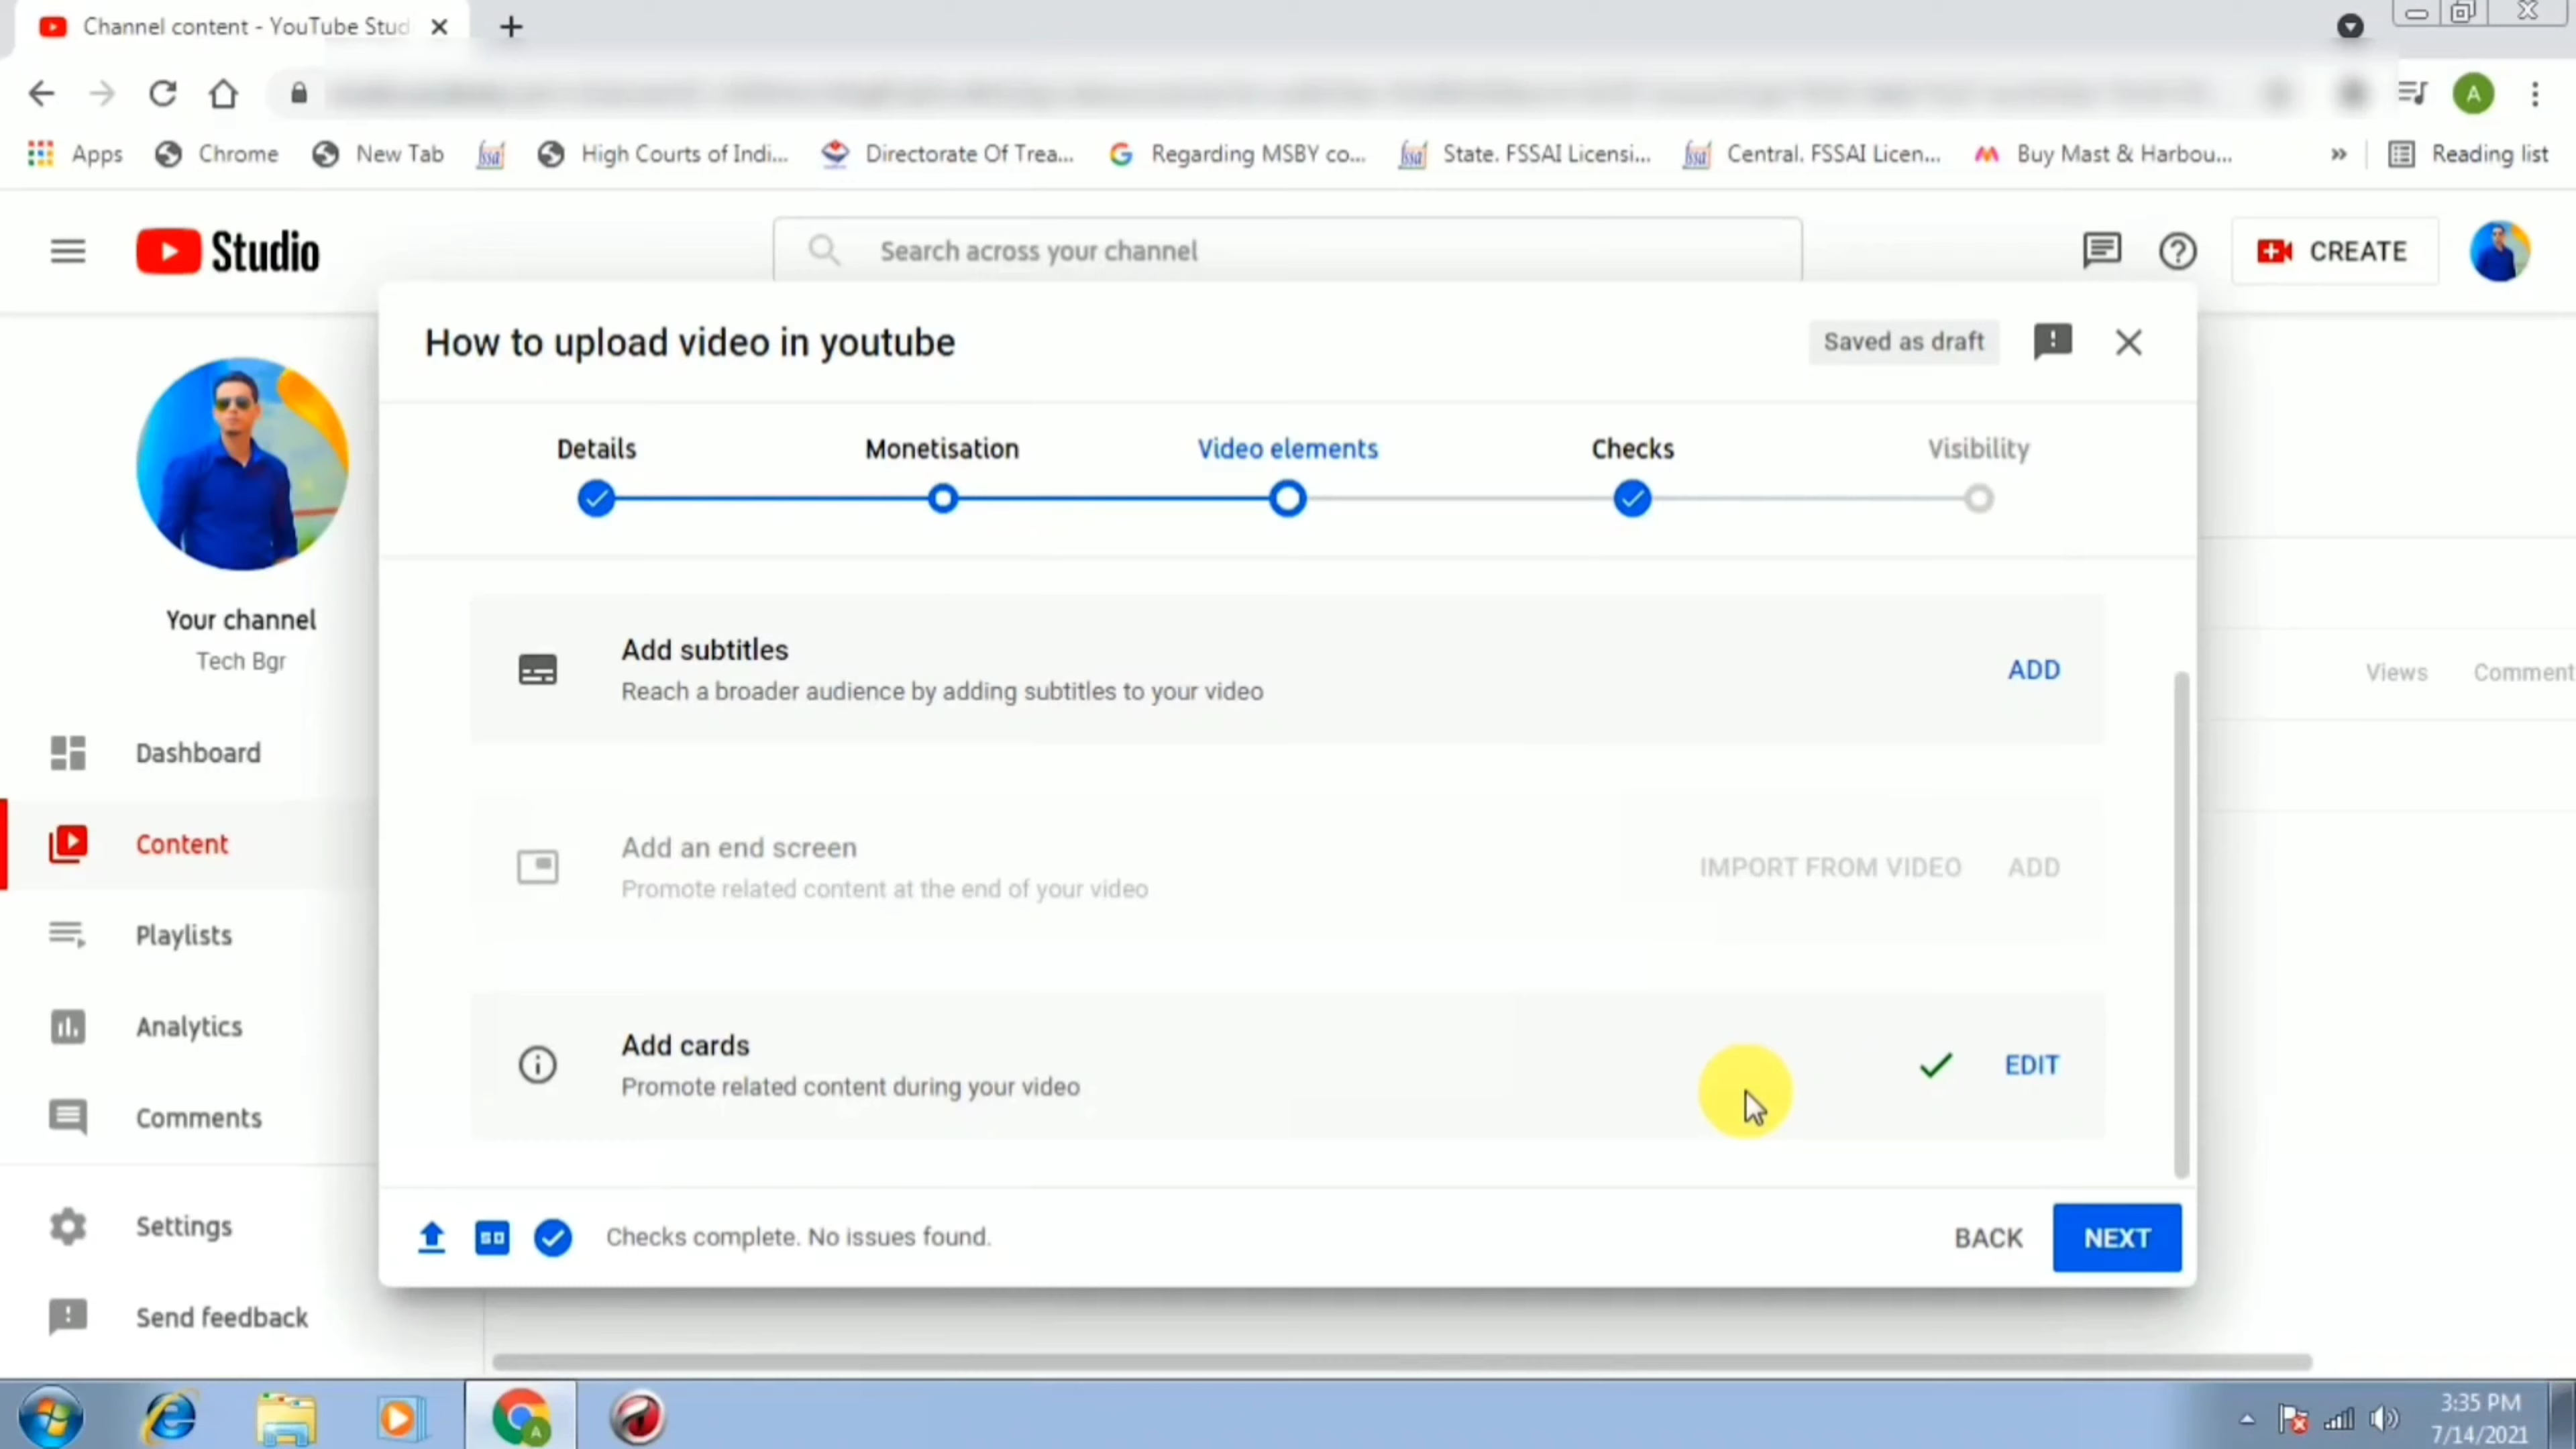 Channel content - YouTube Stud
A
Apps
Chrome
New Tab
fssai
High Courts of Indi...
Directorate Of Trea...
Regarding MSBY co...
fssai
State. FSSAI Licensi...
fssai
Central. FSSAI Licen...
Buy Mast & Harbou...
»
Reading list
Studio
Search across your channel
CREATE
How to upload video in youtube
Saved as draft
Details
Monetisation
Video elements
Checks
Visibility
Your channel
Tech Bgr
Add subtitles
Reach a broader audience by adding subtitles to your video
ADD
Views
Comment
Dashboard
Content
Add an end screen
Promote related content at the end of your video
IMPORT FROM VIDEO
ADD
Playlists
Analytics
Add cards
Promote related content during your video
EDIT
Comments
Settings
SD
Checks complete. No issues found.
BACK
NEXT
Send feedback
A
3:35 PM
7/14/2021